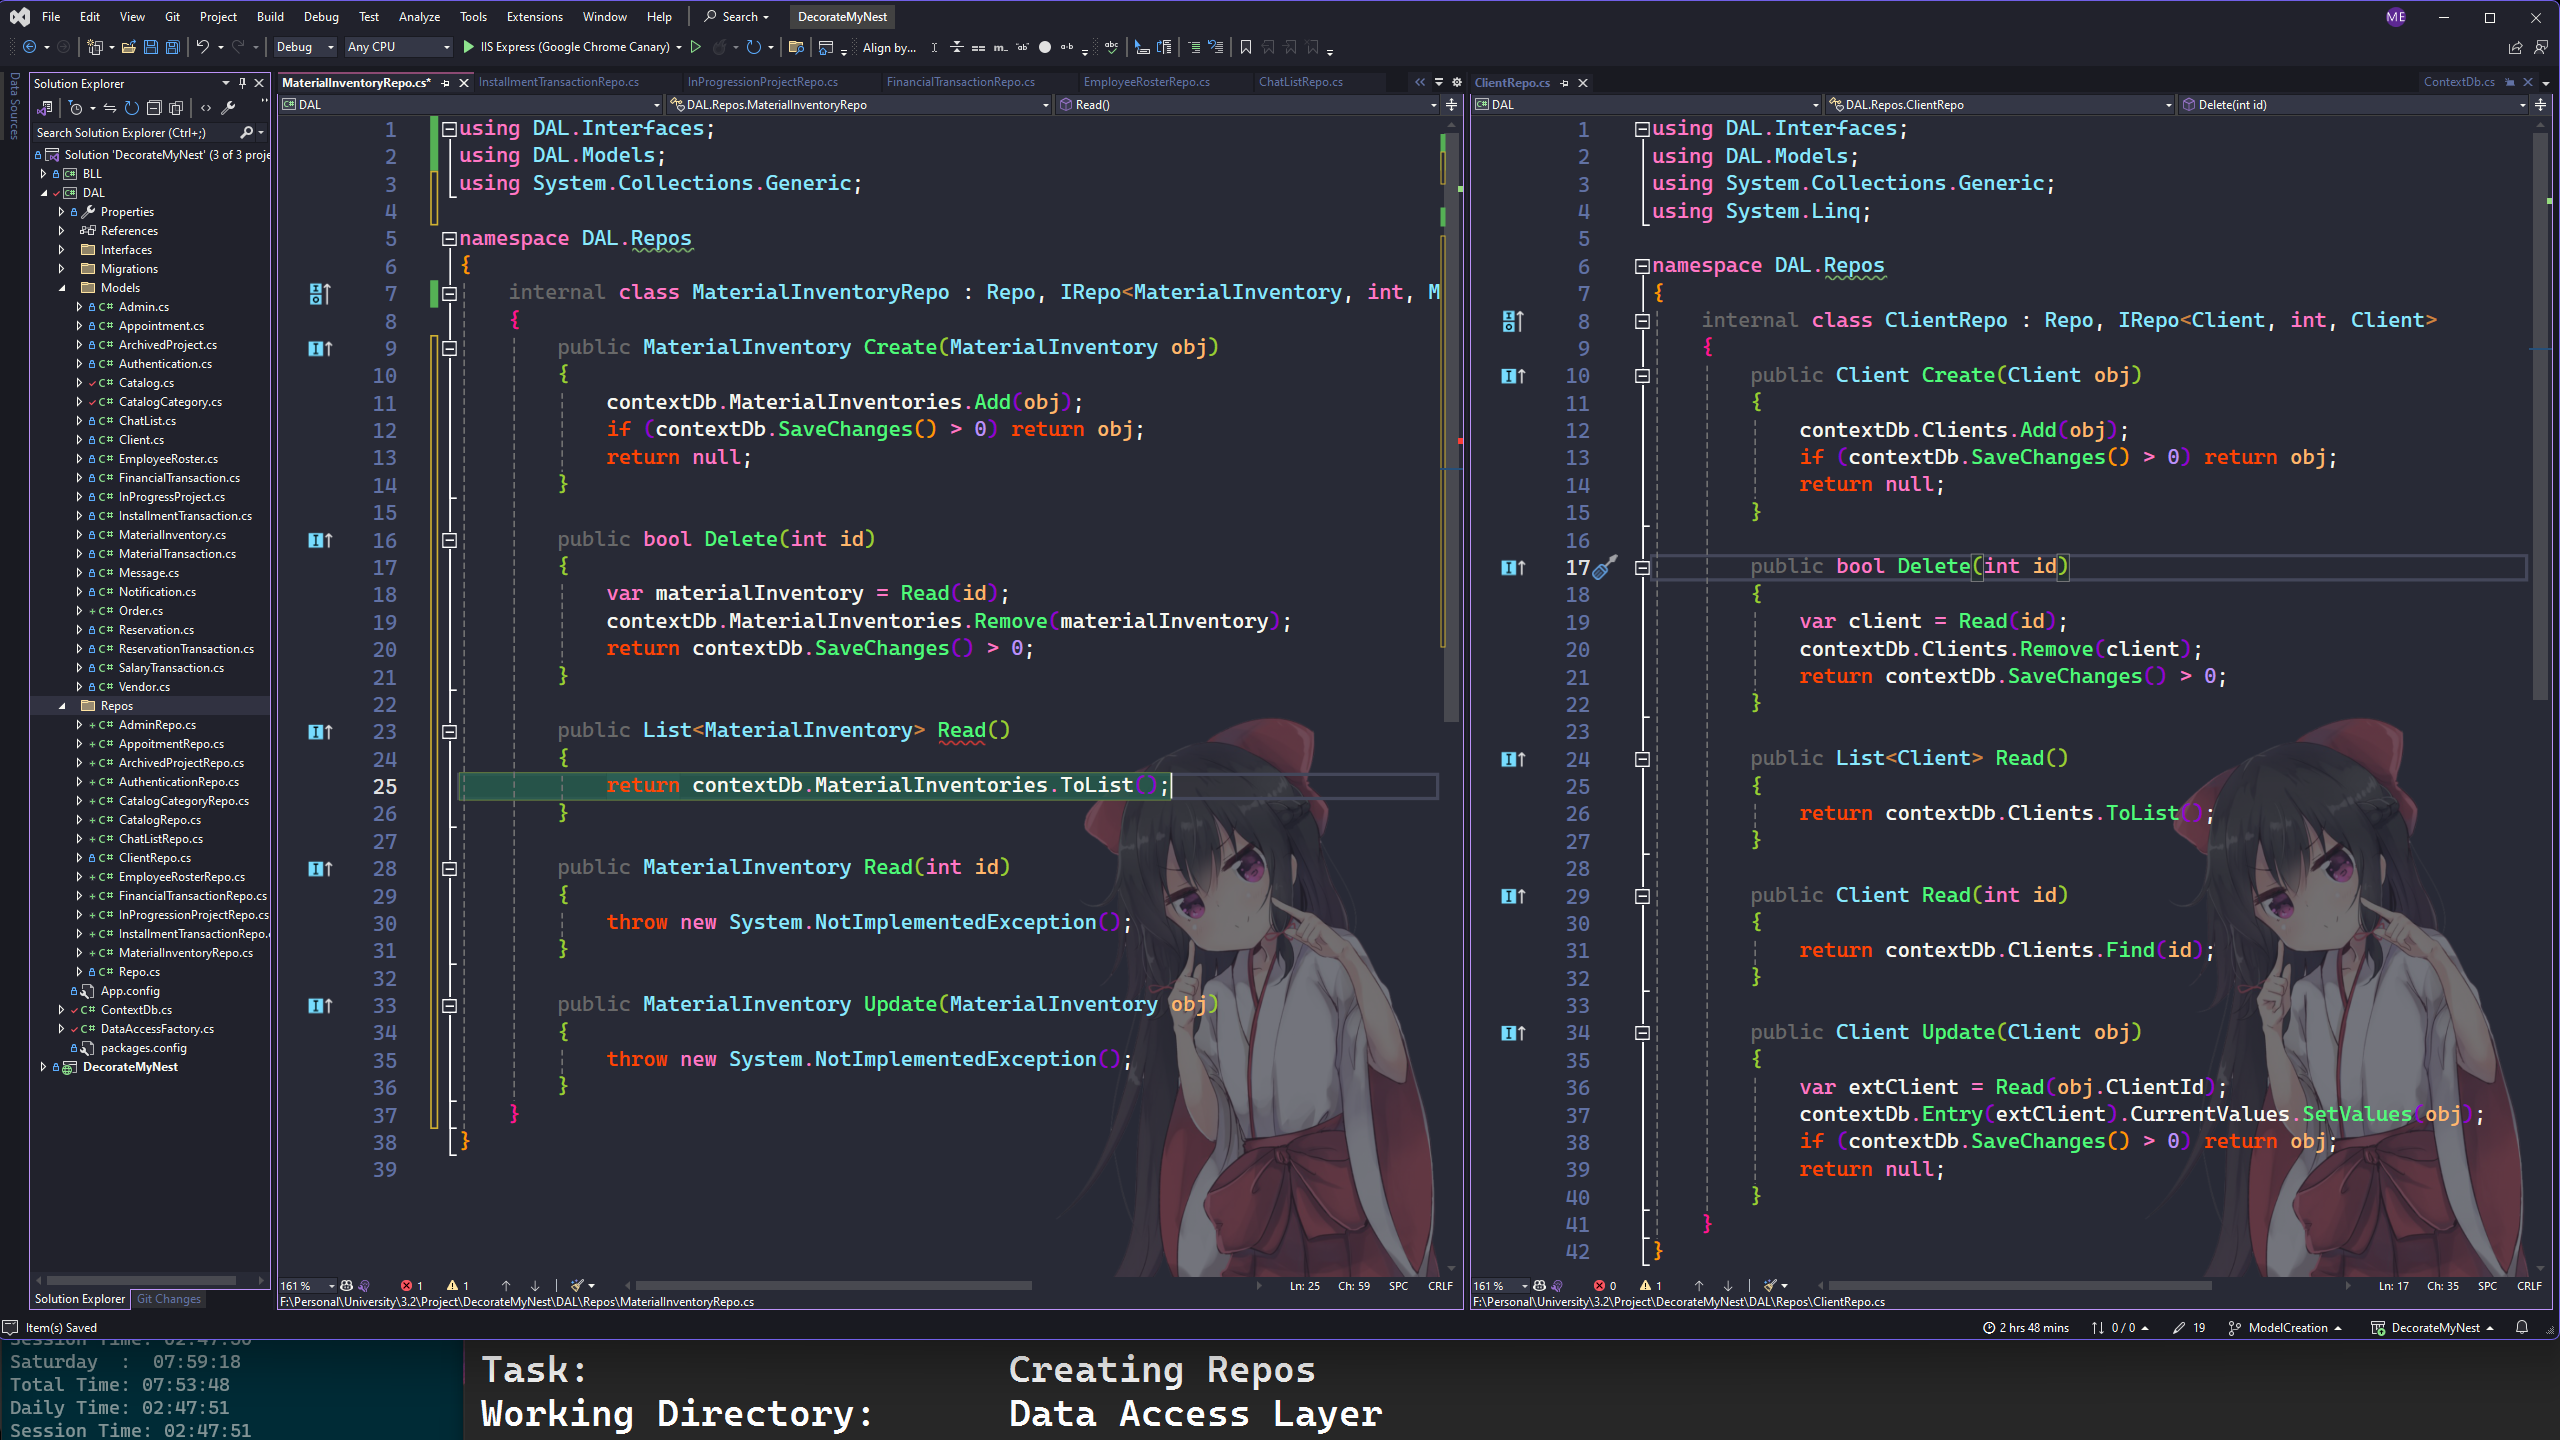 File Edit View Git Project Build Debug Test Analyze Tools Extensions Window Help Search DecorateMyNest ME
Debug Any CPU IIS Express (Google Chrome Canary) Align by...
Data Sources
Solution Explorer
Search Solution Explorer (Ctrl+;)
Solution 'DecorateMyNest' (3 of 3 proje
BLL
DAL
Properties
References
Interfaces
Migrations
Models
Admin.cs
Appointment.cs
ArchivedProject.cs
Authentication.cs
Catalog.cs
CatalogCategory.cs
ChatList.cs
Client.cs
EmployeeRoster.cs
FinancialTransaction.cs
InProgressProject.cs
InstallmentTransaction.cs
MaterialInventory.cs
MaterialTransaction.cs
Message.cs
Notification.cs
Order.cs
Reservation.cs
ReservationTransaction.cs
SalaryTransaction.cs
Vendor.cs
Repos
AdminRepo.cs
AppoitmentRepo.cs
ArchivedProjectRepo.cs
AuthenticationRepo.cs
CatalogCategoryRepo.cs
CatalogRepo.cs
ChatListRepo.cs
ClientRepo.cs
EmployeeRosterRepo.cs
FinancialTransactionRepo.cs
InProgressionProjectRepo.cs
InstallmentTransactionRepo.
MaterialInventoryRepo.cs
Repo.cs
App.config
ContextDb.cs
DataAccessFactory.cs
packages.config
DecorateMyNest
Solution Explorer Git Changes
MaterialInventoryRepo.cs* InstallmentTransactionRepo.cs InProgressionProjectRepo.cs FinancialTransactionRepo.cs EmployeeRosterRepo.cs ChatListRepo.cs
DAL DAL.Repos.MaterialInventoryRepo Read()
1 using DAL.Interfaces;
2 using DAL.Models;
3 using System.Collections.Generic;
4
5 namespace DAL.Repos
6 {
7 internal class MaterialInventoryRepo : Repo, IRepo<MaterialInventory, int, M
8 {
9 public MaterialInventory Create(MaterialInventory obj)
10 {
11 contextDb.MaterialInventories.Add(obj);
12 if (contextDb.SaveChanges() > 0) return obj;
13 return null;
14 }
15
16 public bool Delete(int id)
17 {
18 var materialInventory = Read(id);
19 contextDb.MaterialInventories.Remove(materialInventory);
20 return contextDb.SaveChanges() > 0;
21 }
22
23 public List<MaterialInventory> Read()
24 {
25 return contextDb.MaterialInventories.ToList();
26 }
27
28 public MaterialInventory Read(int id)
29 {
30 throw new System.NotImplementedException();
31 }
32
33 public MaterialInventory Update(MaterialInventory obj)
34 {
35 throw new System.NotImplementedException();
36 }
37 }
38 }
39
161 % 1 1 Ln: 25 Ch: 59 SPC CRLF
F:\Personal\University\3.2\Project\DecorateMyNest\DAL\Repos\MaterialInventoryRepo.cs
ClientRepo.cs ContextDb.cs
DAL DAL.Repos.ClientRepo Delete(int id)
1 using DAL.Interfaces;
2 using DAL.Models;
3 using System.Collections.Generic;
4 using System.Linq;
5
6 namespace DAL.Repos
7 {
8 internal class ClientRepo : Repo, IRepo<Client, int, Client>
9 {
10 public Client Create(Client obj)
11 {
12 contextDb.Clients.Add(obj);
13 if (contextDb.SaveChanges() > 0) return obj;
14 return null;
15 }
16
17 public bool Delete(int id)
18 {
19 var client = Read(id);
20 contextDb.Clients.Remove(client);
21 return contextDb.SaveChanges() > 0;
22 }
23
24 public List<Client> Read()
25 {
26 return contextDb.Clients.ToList();
27 }
28
29 public Client Read(int id)
30 {
31 return contextDb.Clients.Find(id);
32 }
33
34 public Client Update(Client obj)
35 {
36 var extClient = Read(obj.ClientId);
37 contextDb.Entry(extClient).CurrentValues.SetValues(obj);
38 if (contextDb.SaveChanges() > 0) return obj;
39 return null;
40 }
41 }
42 }
161 % 0 1 Ln: 17 Ch: 35 SPC CRLF
F:\Personal\University\3.2\Project\DecorateMyNest\DAL\Repos\ClientRepo.cs
Item(s) Saved 2 hrs 48 mins 0 / 0 19 ModelCreation DecorateMyNest
Saturday : 07:59:18
Total Time: 07:53:48
Daily Time: 02:47:51
Session Time: 02:47:51
Task: Creating Repos
Working Directory: Data Access Layer